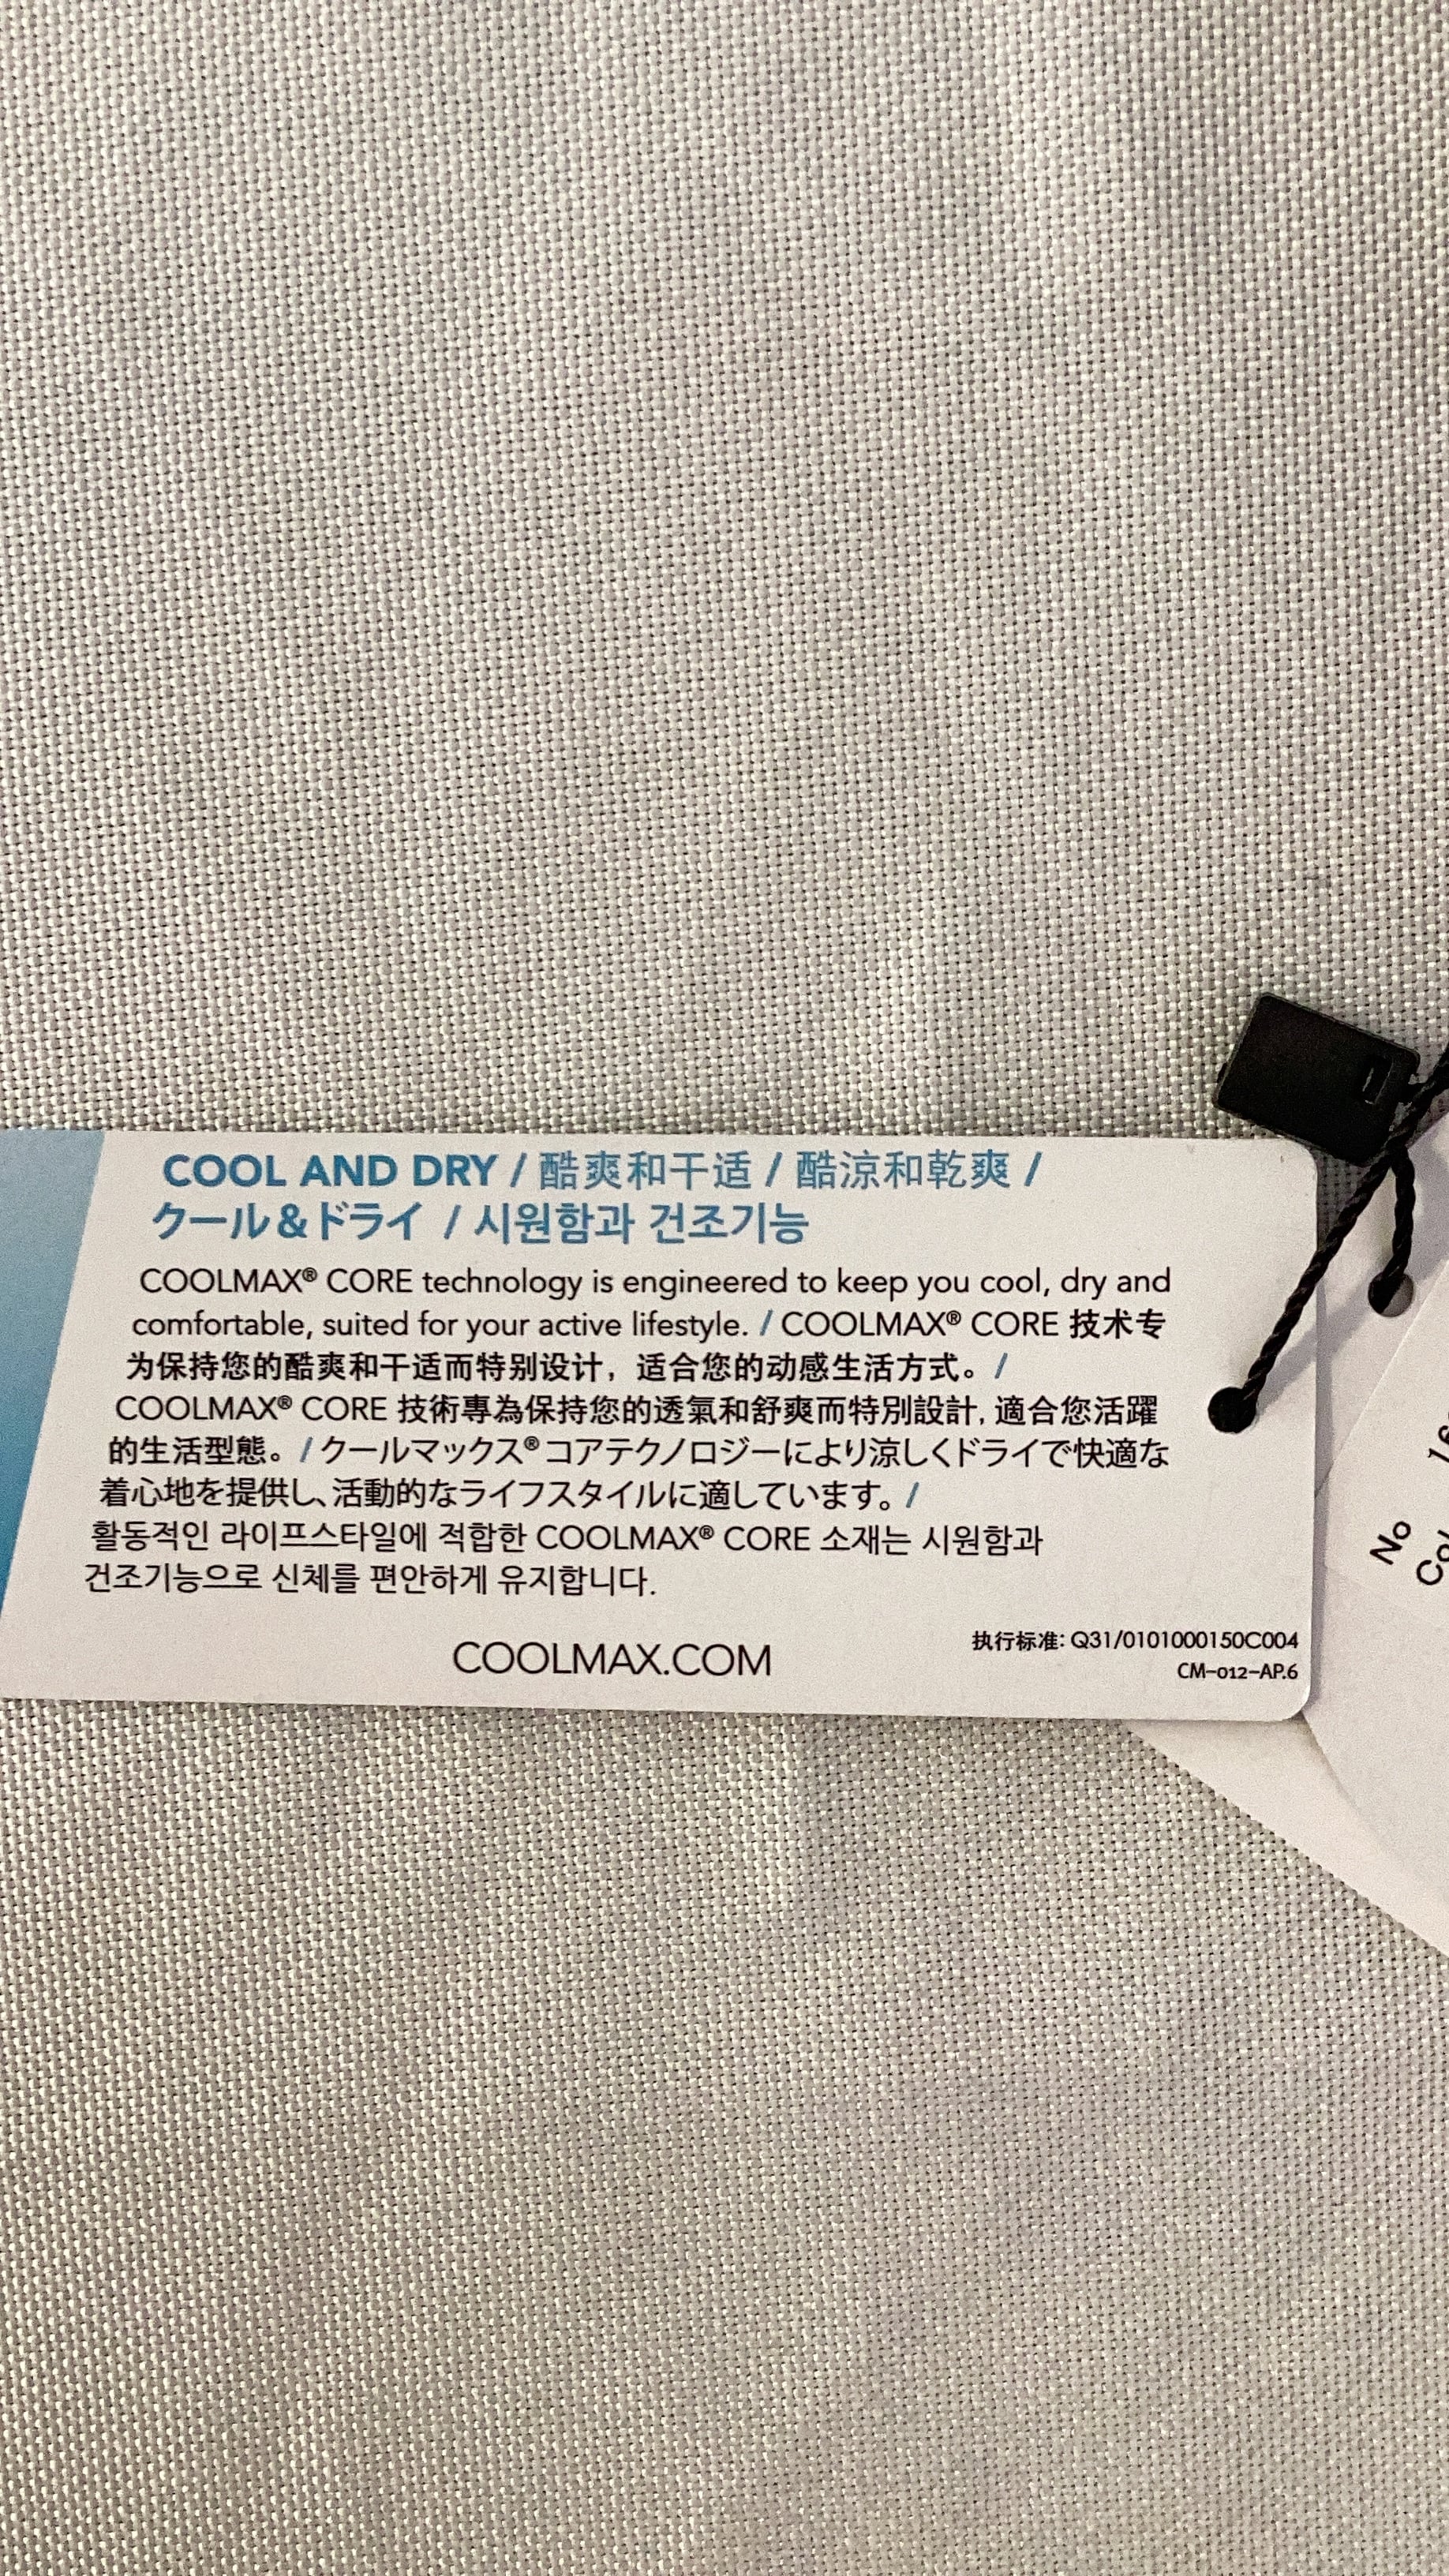 COOL AND DRY / 酷爽和干适 / 酷涼和乾爽 /
クール&ドライ / 시원함과 건조기능
COOLMAX® CORE technology is engineered to keep you cool, dry and
comfortable, suited for your active lifestyle. / COOLMAX® CORE 技术专
为保持您的酷爽和干适而特别设计，适合您的动感生活方式。/
COOLMAX® CORE 技術專為保持您的透氣和舒爽而特別設計, 適合您活躍
的生活型態。/ クールマックス®コアテクノロジーにより涼しくドライで快適な
着心地を提供し、活動的なライフスタイルに適しています。/
활동적인 라이프스타일에 적합한 COOLMAX® CORE 소재는 시원함과
건조기능으로 신체를 편안하게 유지합니다.
COOLMAX.COM
执行标准: Q31/0101000150C004
CM-012-AP.6
No